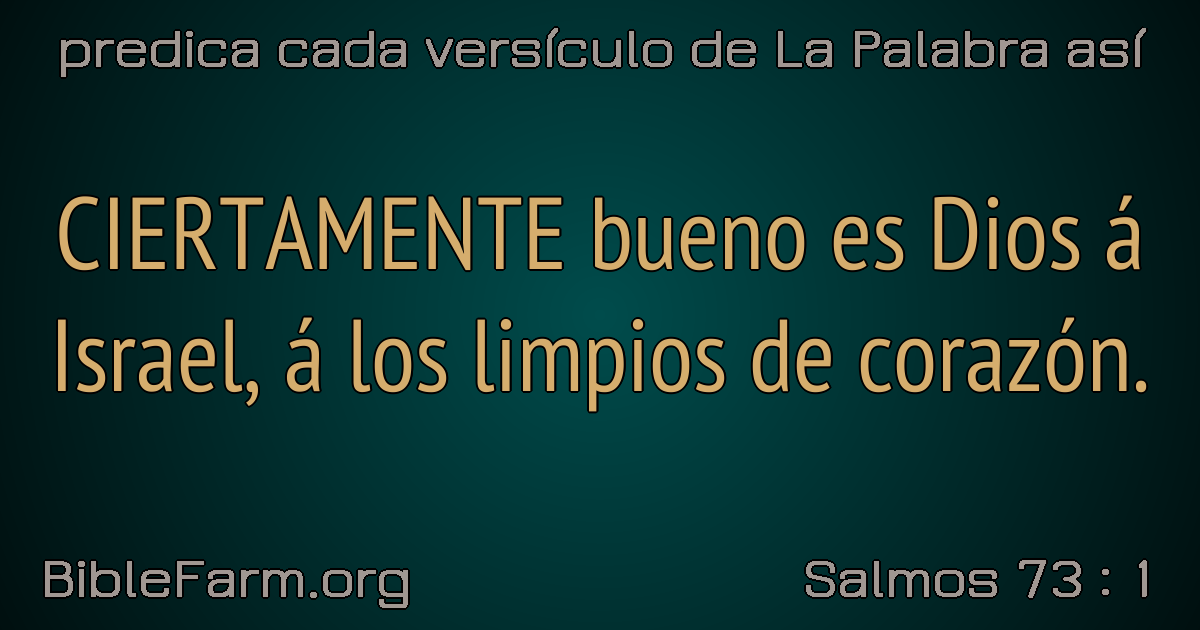 predica cada versículo de La Palabra así
CIERTAMENTE bueno es Dios á
Israel, á los limpios de corazón.
BibleFarm.org
Salmos 73 : 1